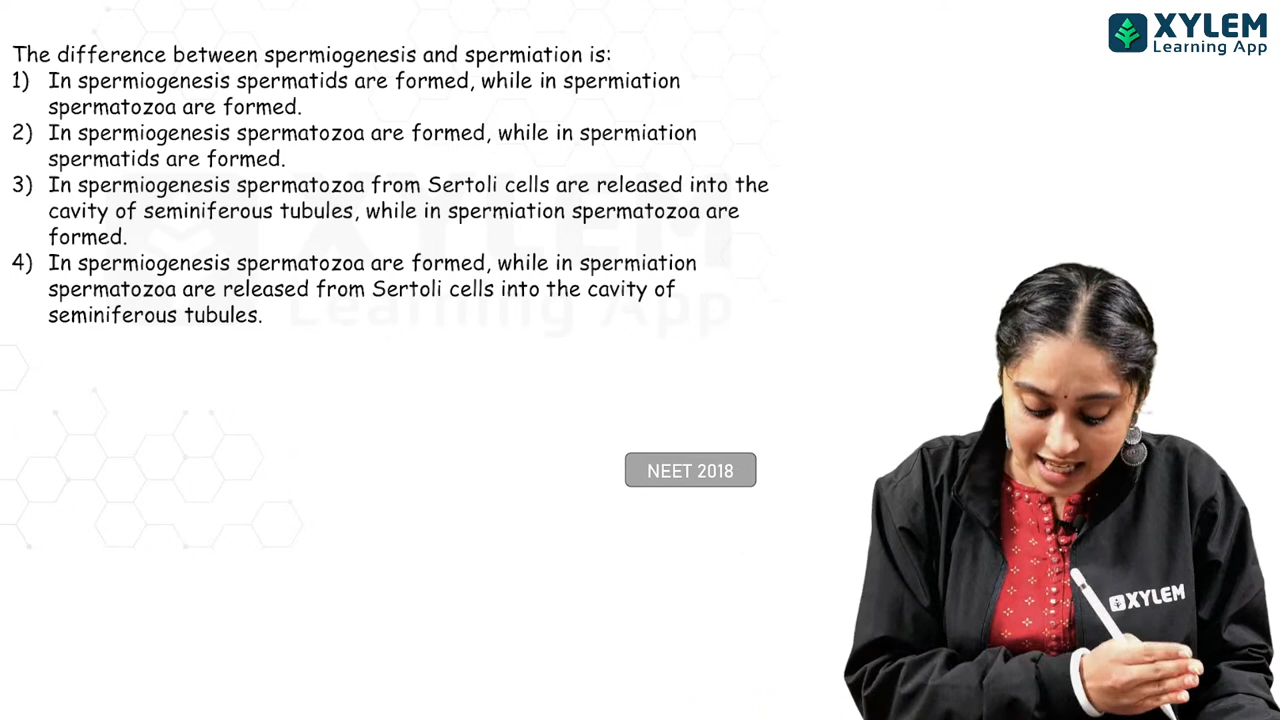 XYLEM
Learning App
The difference between spermiogenesis and spermiation is:
1) In spermiogenesis spermatids are formed, while in spermiation
spermatozoa are formed.
2) In spermiogenesis spermatozoa are formed, while in spermiation
spermatids are formed.
3) In spermiogenesis spermatozoa from Sertoli cells are released into the
cavity of seminiferous tubules, while in spermiation spermatozoa are
formed.
4) In spermiogenesis spermatozoa are formed, while in spermiation
spermatozoa are released from Sertoli cells into the cavity of
seminiferous tubules.
XYLEM
Learning App
NEET 2018
XYLEM